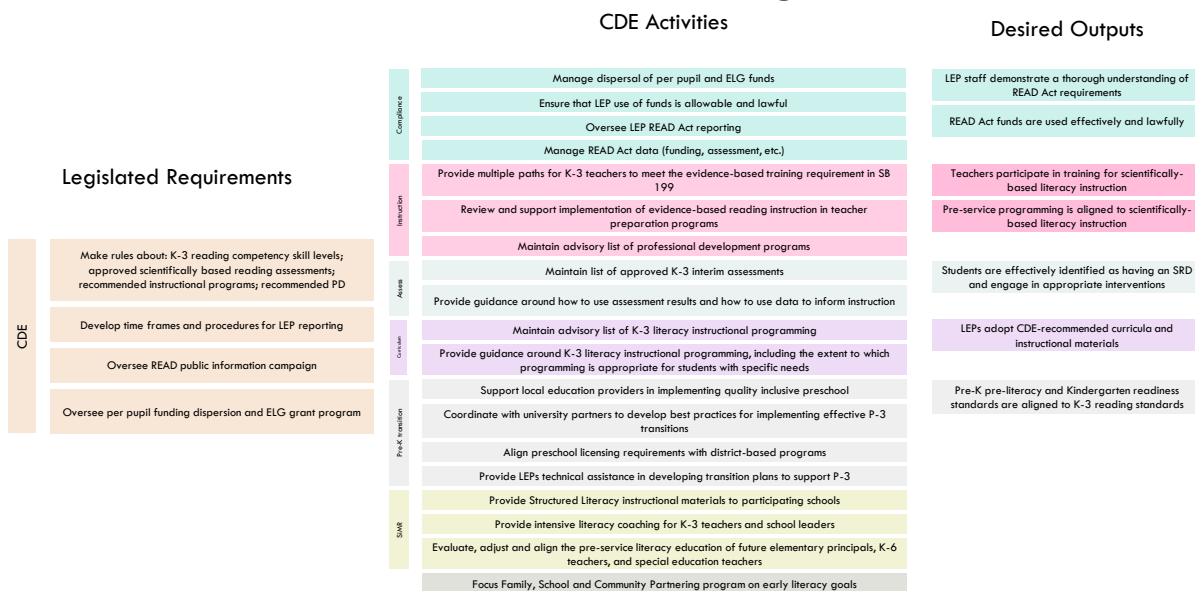 CDE Activities
Desired Outputs
Legislated Requirements
CDE
Make rules about: K-3 reading competency skill levels;
approved scientifically based reading assessments;
recommended instructional programs; recommended PD
Develop time frames and procedures for LEP reporting
Oversee READ public information campaign
Oversee per pupil funding dispersion and ELG grant program
Compliance
Manage dispersal of per pupil and ELG funds
Ensure that LEP use of funds is allowable and lawful
Oversee LEP READ Act reporting
Manage READ Act data (funding, assessment, etc.)
LEP staff demonstrate a thorough understanding of
READ Act requirements
READ Act funds are used effectively and lawfully
Instruction
Provide multiple paths for K-3 teachers to meet the evidence-based training requirement in SB
199
Review and support implementation of evidence-based reading instruction in teacher
preparation programs
Maintain advisory list of professional development programs
Teachers participate in training for scientifically-
based literacy instruction
Pre-service programming is aligned to scientifically-
based literacy instruction
Assess
Maintain list of approved K-3 interim assessments
Provide guidance around how to use assessment results and how to use data to inform instruction
Students are effectively identified as having an SRD
and engage in appropriate interventions
Curriculum
Maintain advisory list of K-3 literacy instructional programming
Provide guidance around K-3 literacy instructional programming, including the extent to which
programming is appropriate for students with specific needs
LEPs adopt CDE-recommended curricula and
instructional materials
Pre-K transition
Support local education providers in implementing quality inclusive preschool
Coordinate with university partners to develop best practices for implementing effective P-3
transitions
Align preschool licensing requirements with district-based programs
Provide LEPs technical assistance in developing transition plans to support P-3
Pre-K pre-literacy and Kindergarten readiness
standards are aligned to K-3 reading standards
SiMR
Provide Structured Literacy instructional materials to participating schools
Provide intensive literacy coaching for K-3 teachers and school leaders
Evaluate, adjust and align the pre-service literacy education of future elementary principals, K-6
teachers, and special education teachers
Focus Family, School and Community Partnering program on early literacy goals